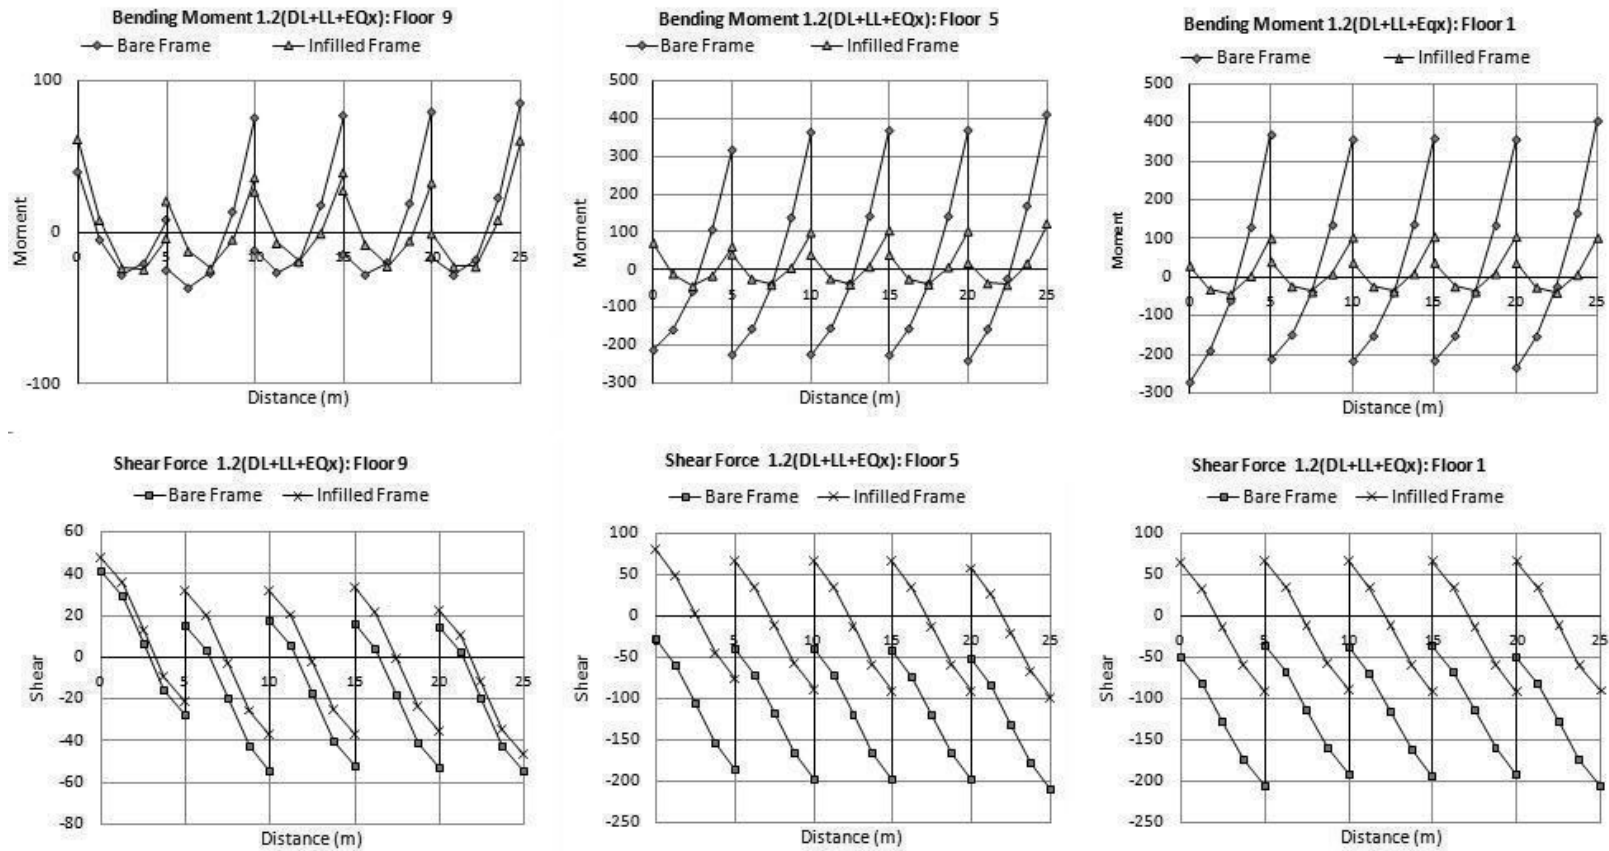 Bending Moment 1.2(DL+LL+EQx): Floor 9
Bare Frame Infilled Frame
100
0
-100
5
10
15
20
25
Moment
Distance (m)
Bending Moment 1.2(DL+LL+EQx): Floor 5
Bare Frame Infilled Frame
500
400
300
200
100
0
-100
-200
-300
0 5 10 15 20 25
Moment
Distance (m)
Bending Moment 1.2(DL+LL+Eqx): Floor 1
Bare Frame Infilled Frame
500
400
300
200
100
0
-100
-200
-300
0 5 10 15 20 25
Moment
Distance (m)
Shear Force 1.2(DL+LL+EQx): Floor 9
Bare Frame Infilled Frame
60
40
20
0
-20
-40
-60
-80
0 5 10 15 20 25
Shear
Distance (m)
Shear Force 1.2(DL+LL+EQx): Floor 5
Bare Frame Infilled Frame
100
50
0
-50
-100
-150
-200
-250
5 10 15 20 25
Shear
Distance (m)
Shear Force 1.2(DL+LL+EQx): Floor 1
Bare Frame Infilled Frame
100
50
0
-50
-100
-150
-200
-250
0 5 10 15 20 25
Shear
Distance (m)